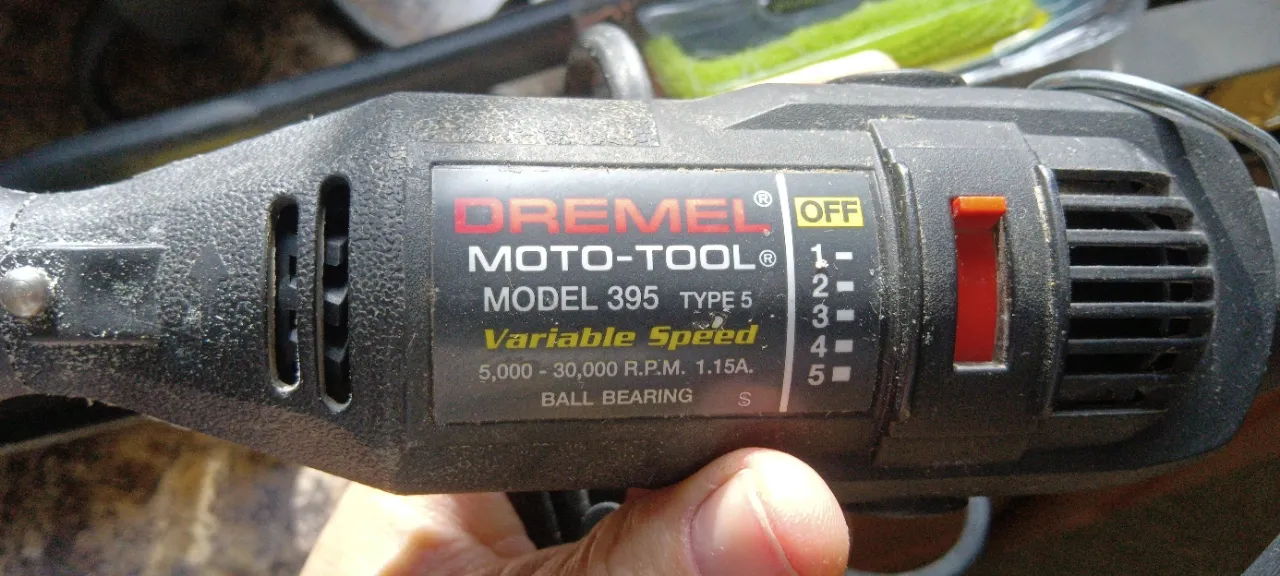 DREMEL®
MOTO-TOOL®
MODEL 395 TYPE 5
Variable Speed
5,000 - 30,000 R.P.M. 1.15A.
BALL BEARING S
OFF
1
2
3
4
5